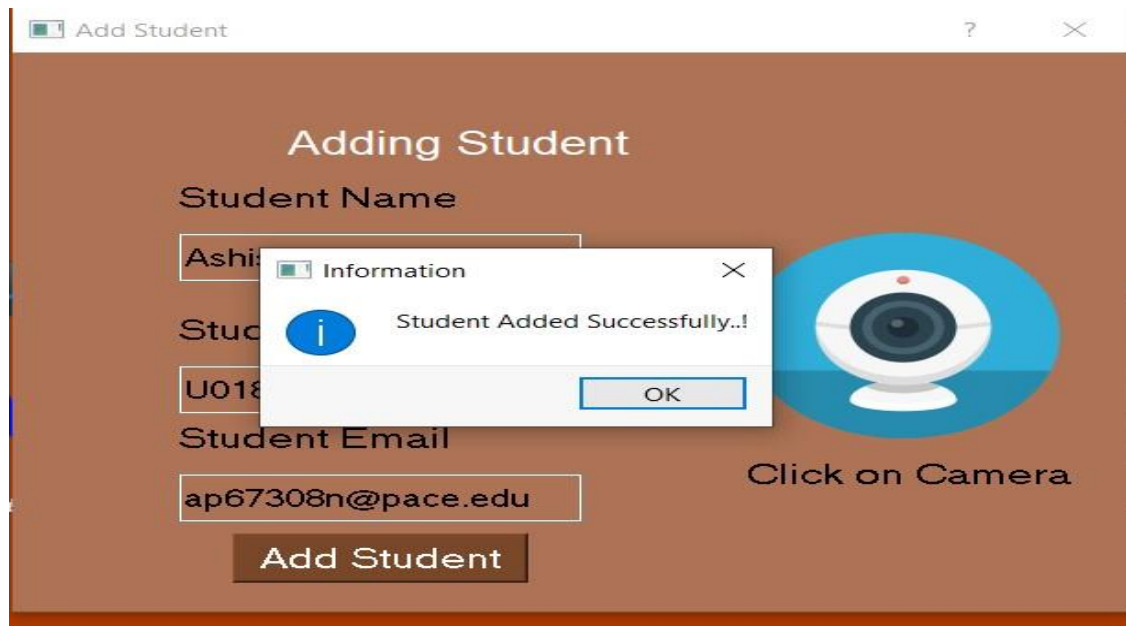 Add Student
Adding Student
Student Name
Information
Student Added Successfully..!
OK
Student Email
ap67308n@pace.edu
Click on Camera
Add Student